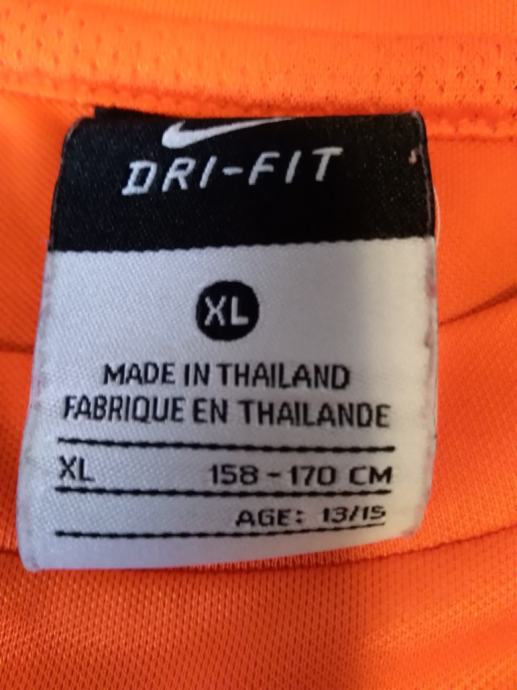 DRI-FIT
XL
MADE IN THAILAND
FABRIQUE EN THAILANDE
XL 158-170 CM
AGE: 13/15